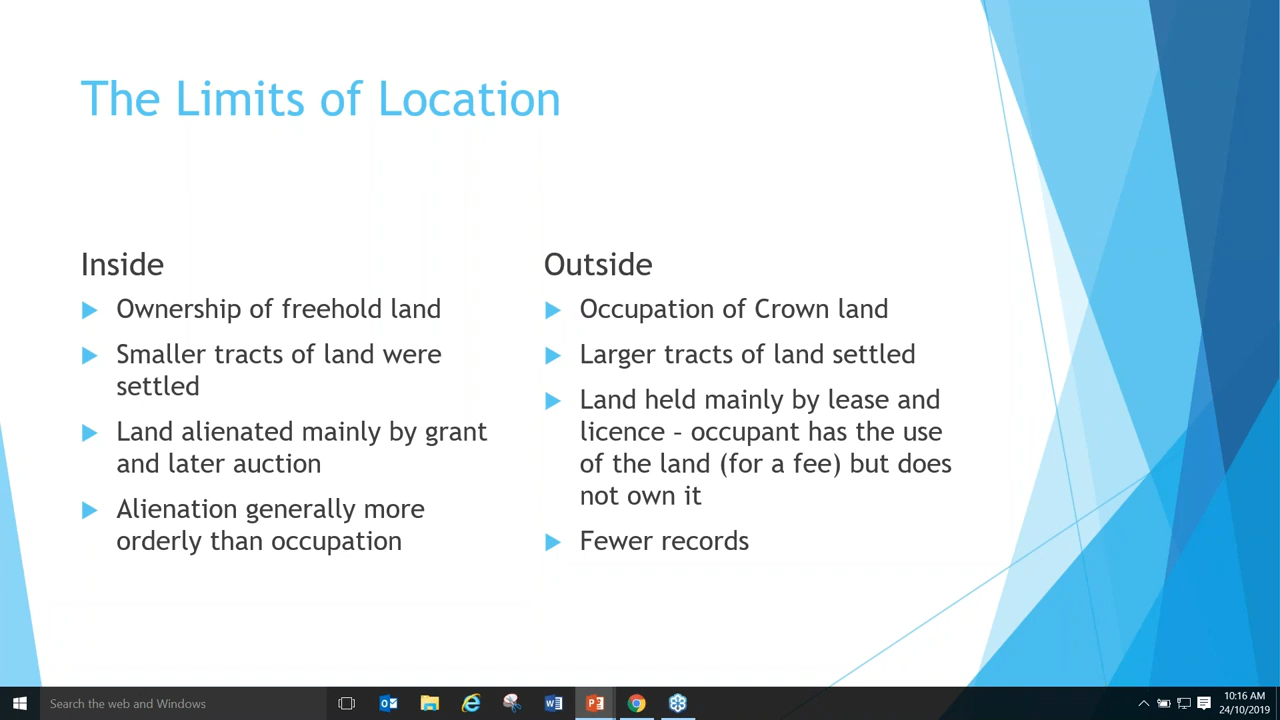 The Limits of Location
Inside
Ownership of freehold land
Smaller tracts of land were
settled
Land alienated mainly by grant
and later auction
Alienation generally more
orderly than occupation
Outside
Occupation of Crown land
Larger tracts of land settled
Land held mainly by lease and
licence – occupant has the use
of the land (for a fee) but does
not own it
Fewer records
Search the web and Windows
10:16 AM
24/10/2019